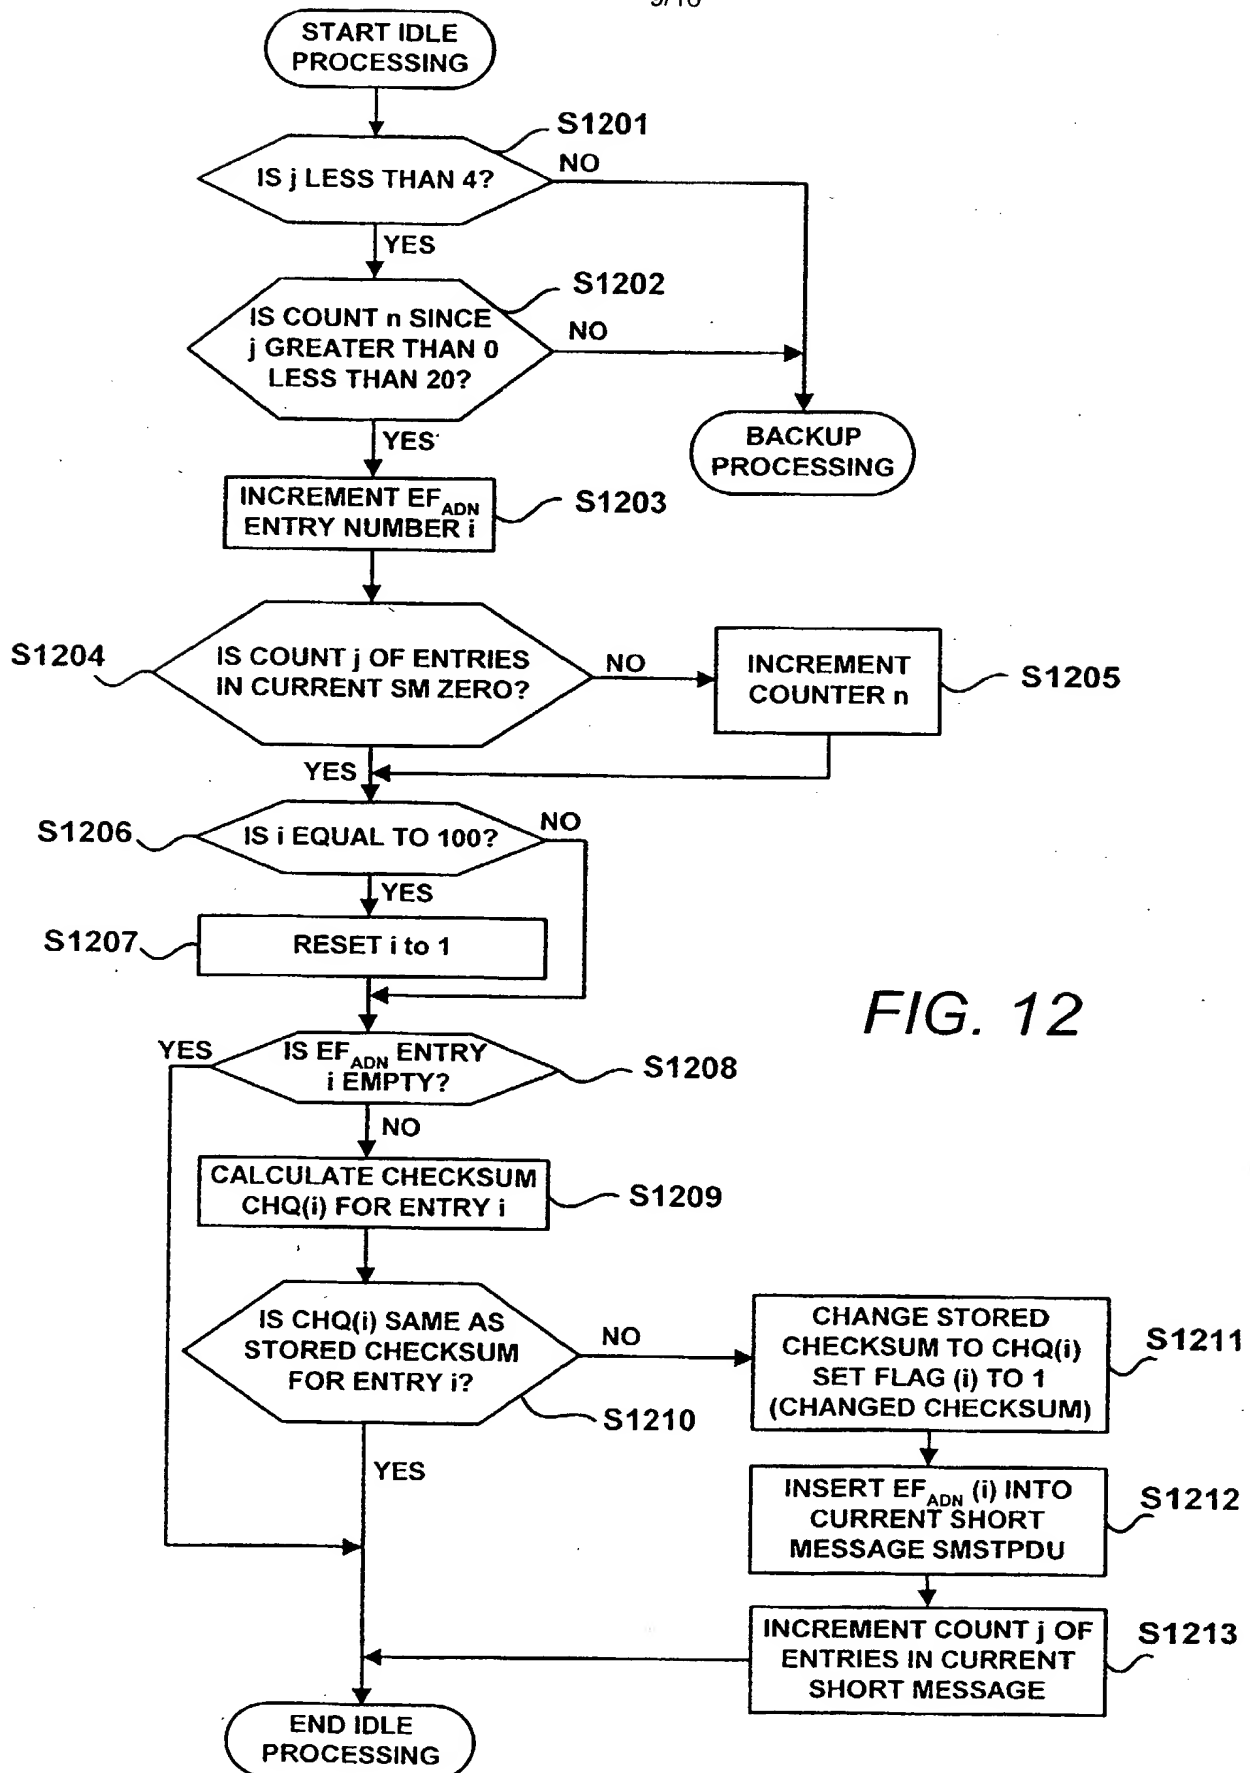 9/16
START IDLE
PROCESSING
S1201
IS j LESS THAN 4?
NO
YES
S1202
IS COUNT n SINCE
j GREATER THAN 0
LESS THAN 20?
NO
YES
BACKUP
PROCESSING
INCREMENT EF_ADN
ENTRY NUMBER i
S1203
S1204
IS COUNT j OF ENTRIES
IN CURRENT SM ZERO?
NO
INCREMENT
COUNTER n
S1205
YES
S1206
IS i EQUAL TO 100?
NO
YES
S1207
RESET i to 1
FIG. 12
YES
IS EF_ADN ENTRY
i EMPTY?
S1208
NO
CALCULATE CHECKSUM
CHQ(i) FOR ENTRY i
S1209
IS CHQ(i) SAME AS
STORED CHECKSUM
FOR ENTRY i?
NO
S1210
YES
CHANGE STORED
CHECKSUM TO CHQ(i)
SET FLAG (i) TO 1
(CHANGED CHECKSUM)
S1211
INSERT EF_ADN (i) INTO
CURRENT SHORT
MESSAGE SMSTPDU
S1212
INCREMENT COUNT j OF
ENTRIES IN CURRENT
SHORT MESSAGE
S1213
END IDLE
PROCESSING